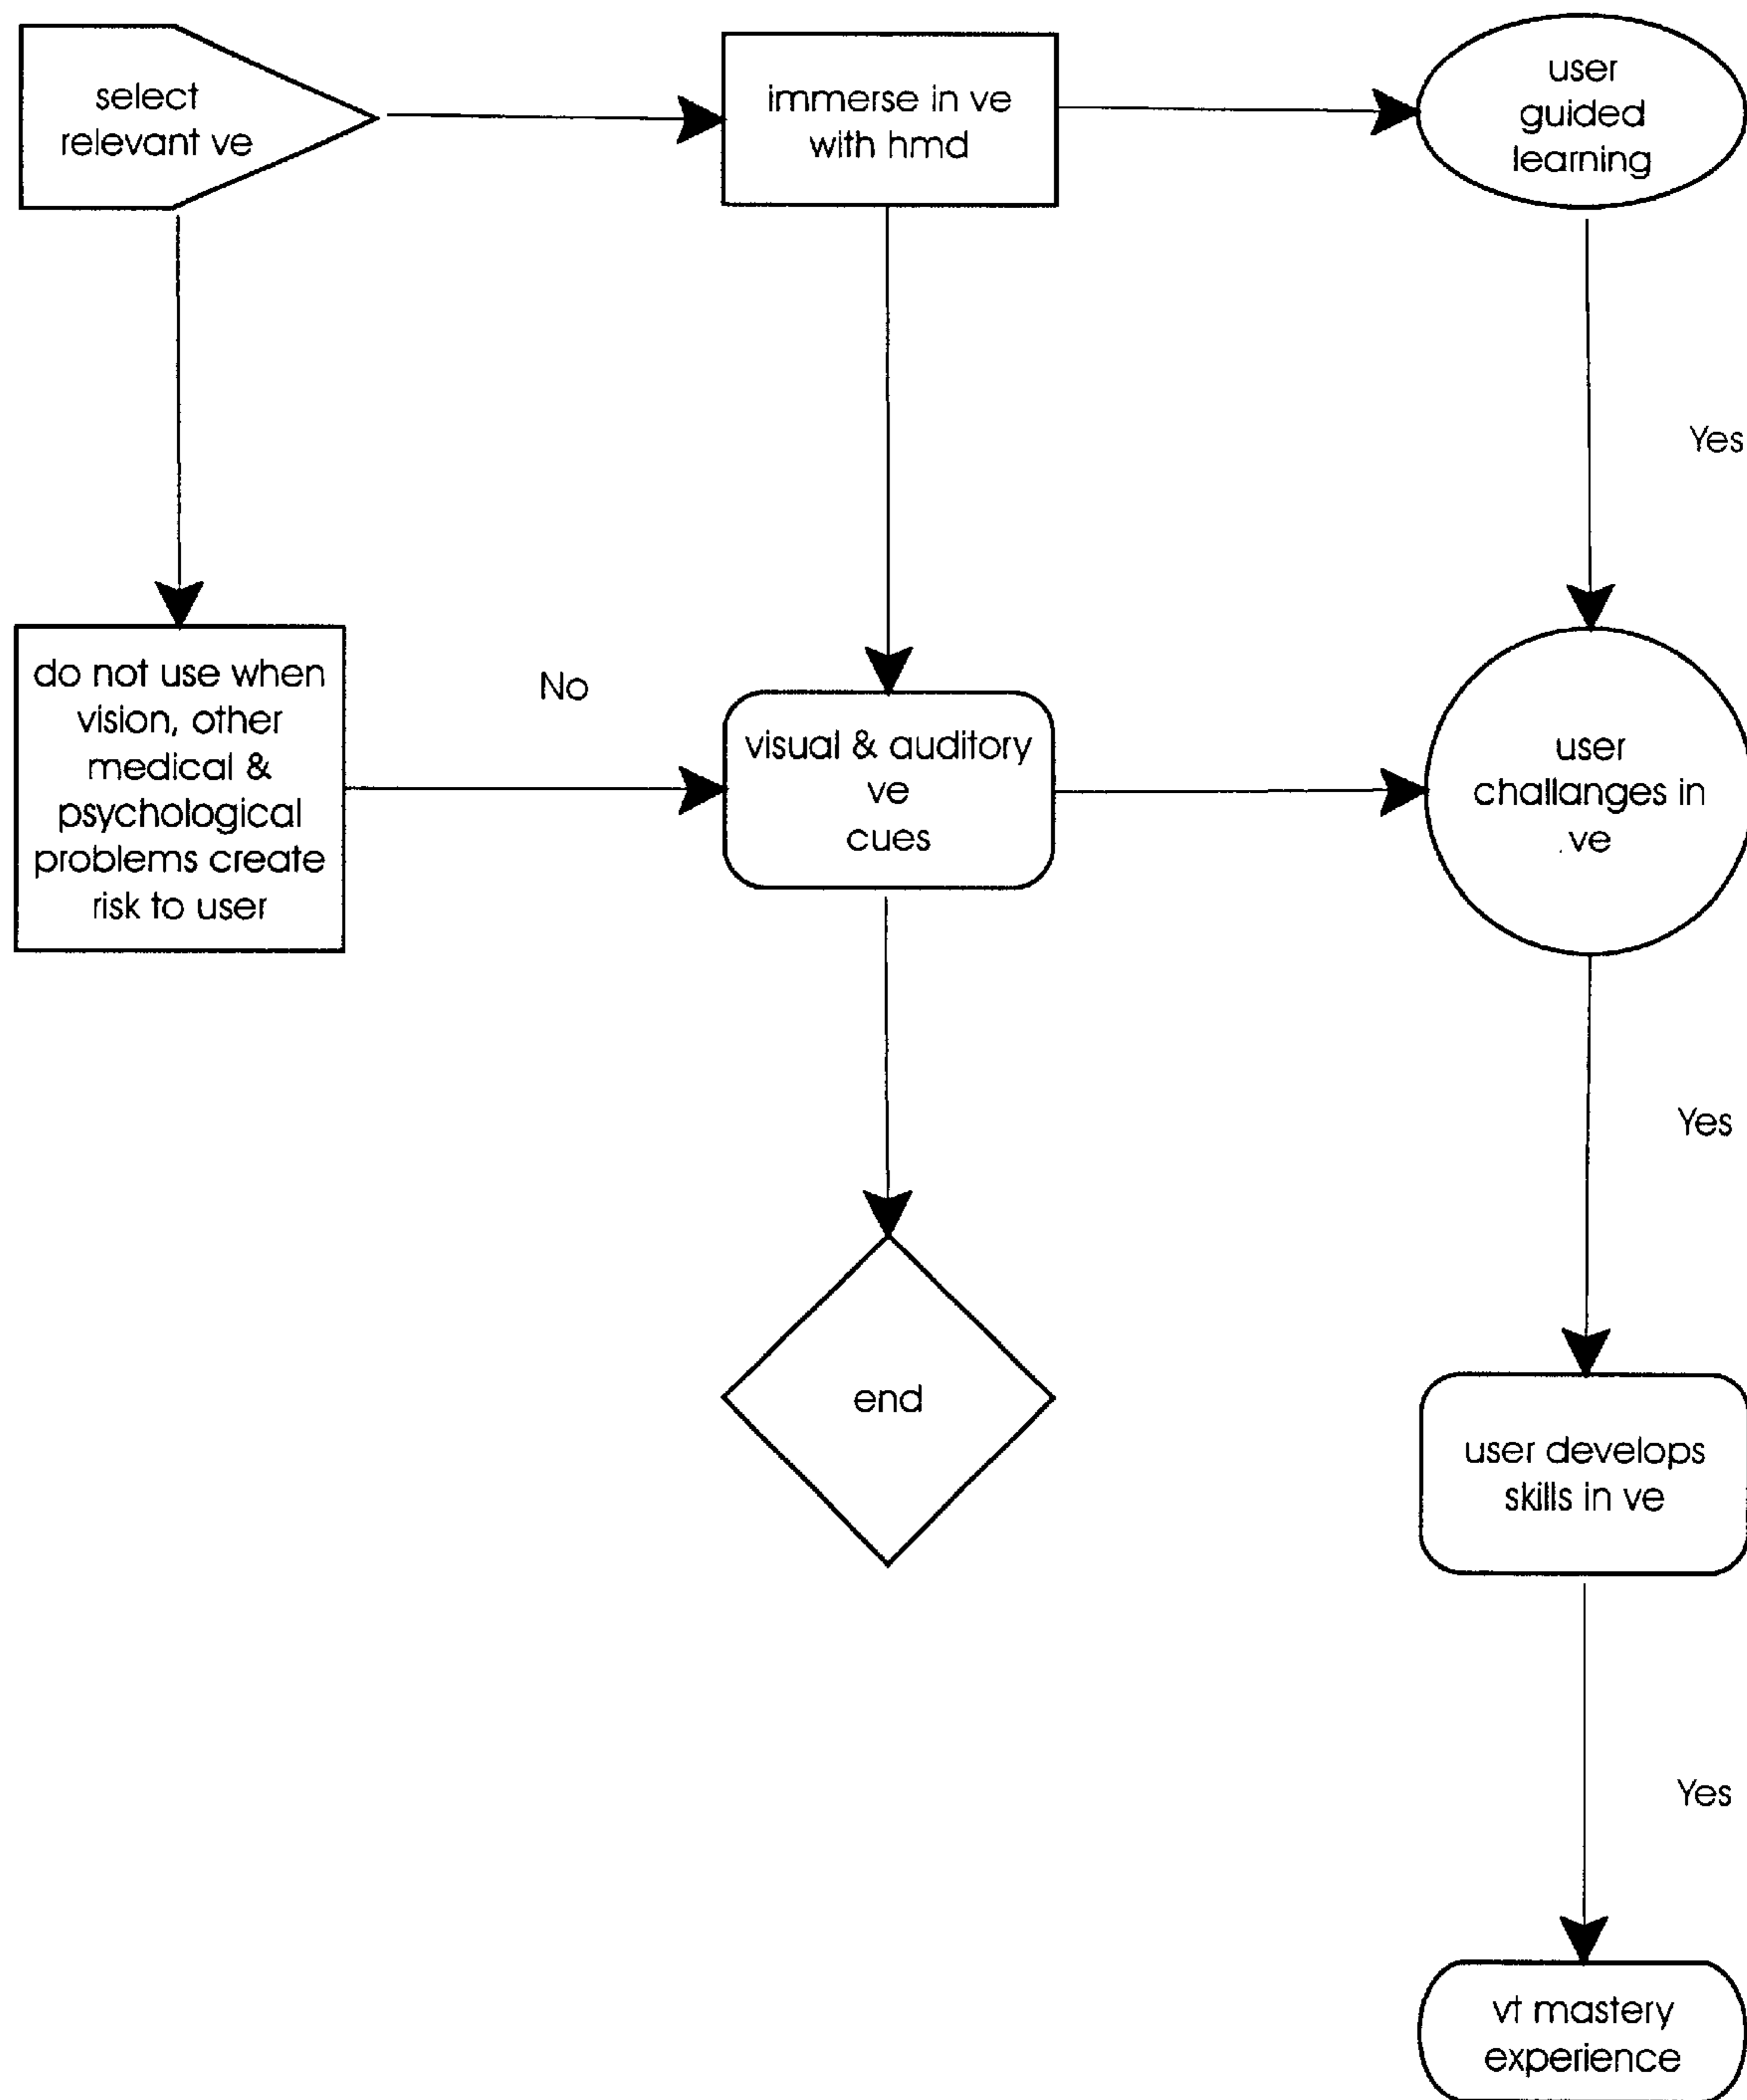 select
relevant ve
immerse in ve
with hmd
user
guided
learning
Yes
do not use when
vision, other
medical &
psychological
problems create
risk to user
No
visual & auditory
ve
cues
user
challanges in
ve
Yes
end
user develops
skills in ve
Yes
vt mastery
experience